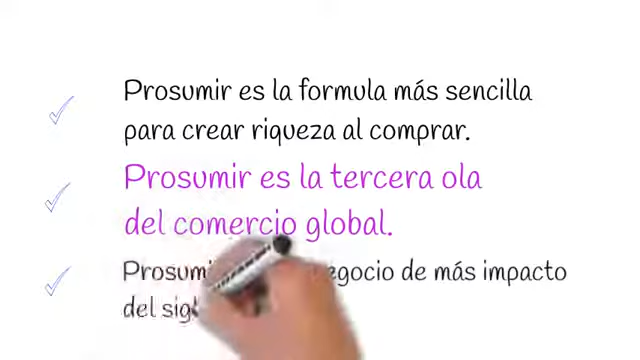 Prosumir es la formula más sencilla
para crear riqueza al comprar.
Prosumir es la tercera ola
del comercio global.
Prosumir de más impacto
del